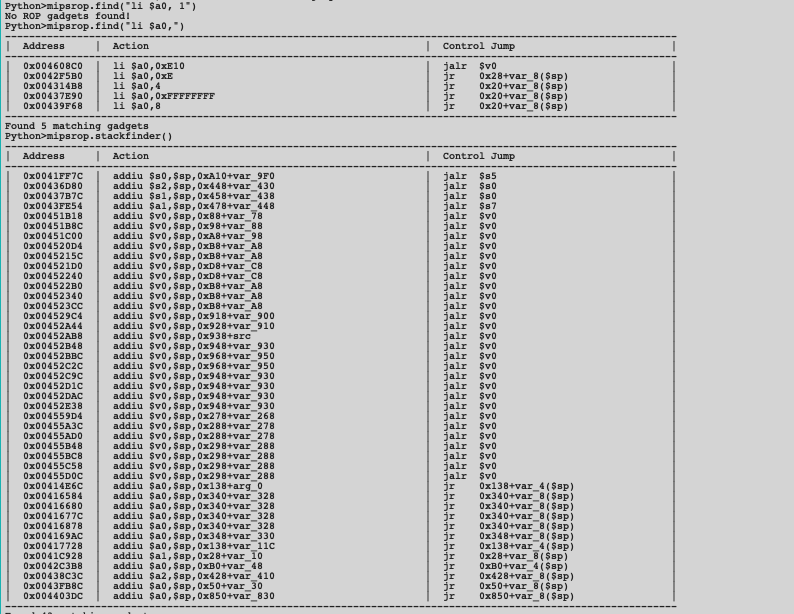 Python>mipsrop.find("li $a0, 1")
No ROP gadgets found!
Python>mipsrop.find("li $a0,")
| Address | Action | Control Jump |
| 0x004608C0 | li $a0,0xE10 | jalr $v0 |
| 0x0042F5B0 | li $a0,0xE | jr 0x28+var_8($sp) |
| 0x004314B8 | li $a0,4 | jr 0x20+var_8($sp) |
| 0x00437E90 | li $a0,0xFFFFFFFF | jr 0x20+var_8($sp) |
| 0x00439F68 | li $a0,8 | jr 0x20+var_8($sp) |
Found 5 matching gadgets
Python>mipsrop.stackfinder()
| Address | Action | Control Jump |
| 0x0041FF7C | addiu $s0,$sp,0xA10+var_9F0 | jalr $s5 |
| 0x00436D80 | addiu $s2,$sp,0x448+var_430 | jalr $s0 |
| 0x00437B7C | addiu $s1,$sp,0x458+var_438 | jalr $s0 |
| 0x0043FE54 | addiu $a1,$sp,0x478+var_448 | jalr $s7 |
| 0x00451B18 | addiu $v0,$sp,0x88+var_78 | jalr $v0 |
| 0x00451B8C | addiu $v0,$sp,0x98+var_88 | jalr $v0 |
| 0x00451C00 | addiu $v0,$sp,0xA8+var_98 | jalr $v0 |
| 0x004520D4 | addiu $v0,$sp,0xB8+var_A8 | jalr $v0 |
| 0x0045215C | addiu $v0,$sp,0xB8+var_A8 | jalr $v0 |
| 0x004521D0 | addiu $v0,$sp,0xD8+var_C8 | jalr $v0 |
| 0x00452240 | addiu $v0,$sp,0xD8+var_C8 | jalr $v0 |
| 0x004522B0 | addiu $v0,$sp,0xB8+var_A8 | jalr $v0 |
| 0x00452340 | addiu $v0,$sp,0xB8+var_A8 | jalr $v0 |
| 0x004523CC | addiu $v0,$sp,0xB8+var_A8 | jalr $v0 |
| 0x004529C4 | addiu $v0,$sp,0x918+var_900 | jalr $v0 |
| 0x00452A44 | addiu $v0,$sp,0x928+var_910 | jalr $v0 |
| 0x00452AB8 | addiu $v0,$sp,0x938+src | jalr $v0 |
| 0x00452B48 | addiu $v0,$sp,0x948+var_930 | jalr $v0 |
| 0x00452BBC | addiu $v0,$sp,0x968+var_950 | jalr $v0 |
| 0x00452C2C | addiu $v0,$sp,0x968+var_950 | jalr $v0 |
| 0x00452C9C | addiu $v0,$sp,0x948+var_930 | jalr $v0 |
| 0x00452D1C | addiu $v0,$sp,0x948+var_930 | jalr $v0 |
| 0x00452DAC | addiu $v0,$sp,0x948+var_930 | jalr $v0 |
| 0x00452E38 | addiu $v0,$sp,0x948+var_930 | jalr $v0 |
| 0x004559D4 | addiu $v0,$sp,0x278+var_268 | jalr $v0 |
| 0x00455A3C | addiu $v0,$sp,0x288+var_278 | jalr $v0 |
| 0x00455AD0 | addiu $v0,$sp,0x288+var_278 | jalr $v0 |
| 0x00455B48 | addiu $v0,$sp,0x298+var_288 | jalr $v0 |
| 0x00455BC8 | addiu $v0,$sp,0x298+var_288 | jalr $v0 |
| 0x00455C58 | addiu $v0,$sp,0x298+var_288 | jalr $v0 |
| 0x00455D0C | addiu $v0,$sp,0x298+var_288 | jalr $v0 |
| 0x00414E6C | addiu $a0,$sp,0x138+arg_0 | jr 0x138+var_4($sp) |
| 0x00416584 | addiu $a0,$sp,0x340+var_328 | jr 0x340+var_8($sp) |
| 0x00416680 | addiu $a0,$sp,0x340+var_328 | jr 0x340+var_8($sp) |
| 0x0041677C | addiu $a0,$sp,0x340+var_328 | jr 0x340+var_8($sp) |
| 0x00416878 | addiu $a0,$sp,0x340+var_328 | jr 0x340+var_8($sp) |
| 0x004169AC | addiu $a0,$sp,0x348+var_330 | jr 0x348+var_8($sp) |
| 0x00417728 | addiu $a0,$sp,0x138+var_11C | jr 0x138+var_4($sp) |
| 0x0041C928 | addiu $a1,$sp,0x28+var_10 | jr 0x28+var_8($sp) |
| 0x0042C3B8 | addiu $a0,$sp,0xB0+var_48 | jr 0xB0+var_4($sp) |
| 0x00438C3C | addiu $a2,$sp,0x428+var_410 | jr 0x428+var_8($sp) |
| 0x0043FB8C | addiu $a0,$sp,0x50+var_30 | jr 0x50+var_8($sp) |
| 0x004403DC | addiu $a0,$sp,0x850+var_830 | jr 0x850+var_8($sp) |